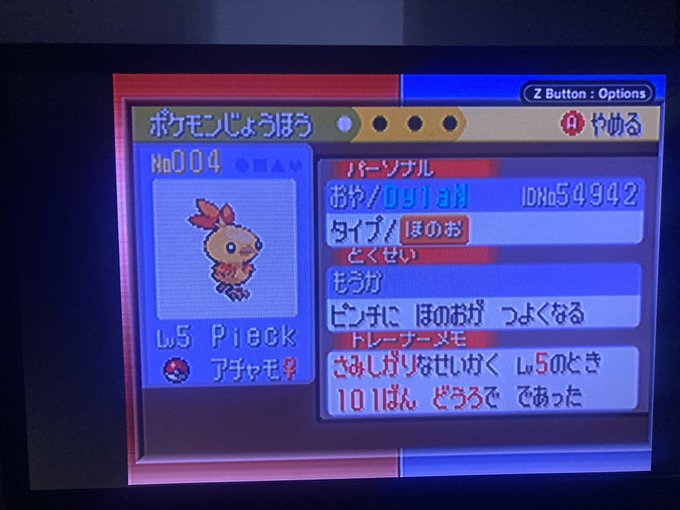 Z Button : Options
ポケモンじょうほう
A やめる
No004
パーソナル
おや/DylaN IDNo54942
タイプ/ほのお
とくせい
もうか
ピンチに ほのおが つよくなる
Lv5 Pieck
アチャモ♀
トレーナーメモ
さみしがりなせいかく Lv5のとき
101ばん どうろで であった